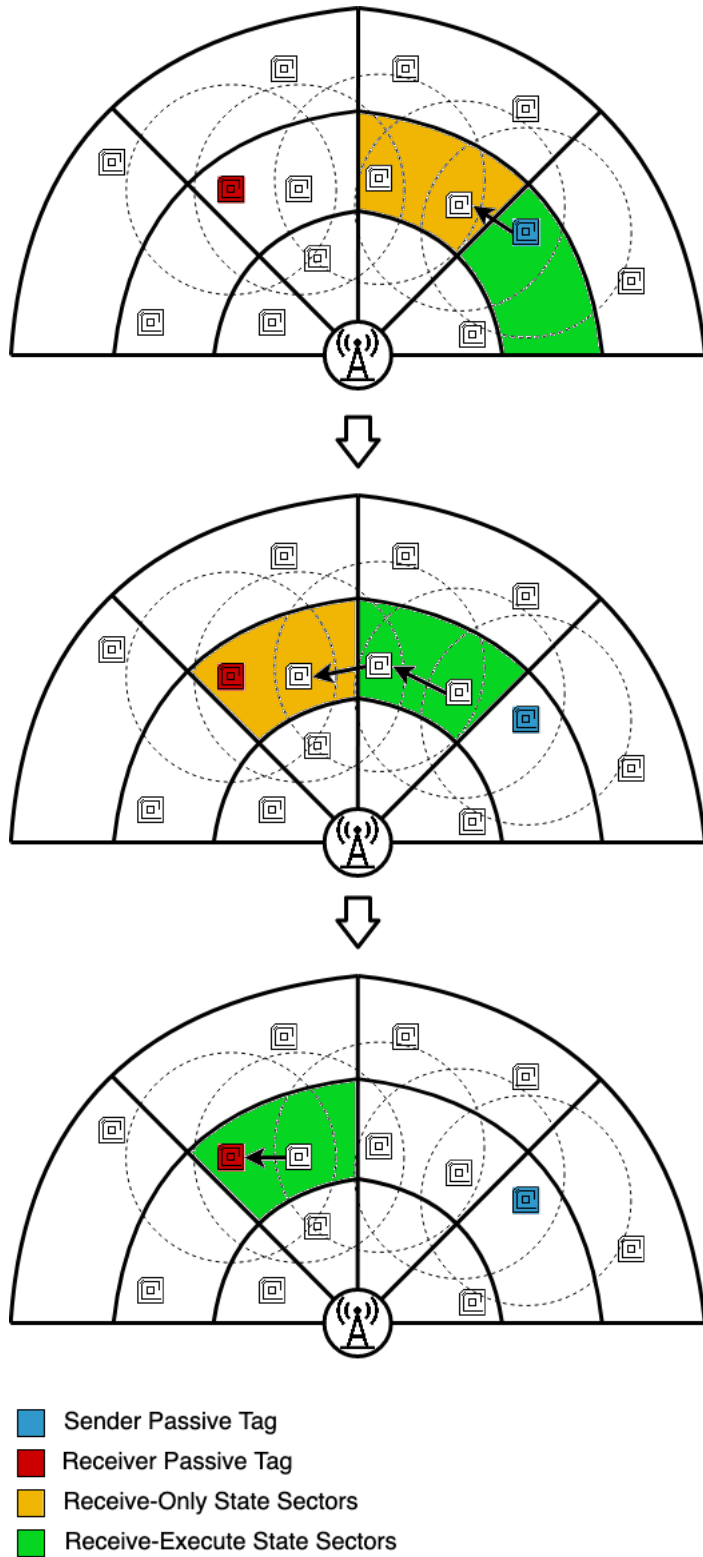 Sender Passive Tag
Receiver Passive Tag
Receive-Only State Sectors
Receive-Execute State Sectors